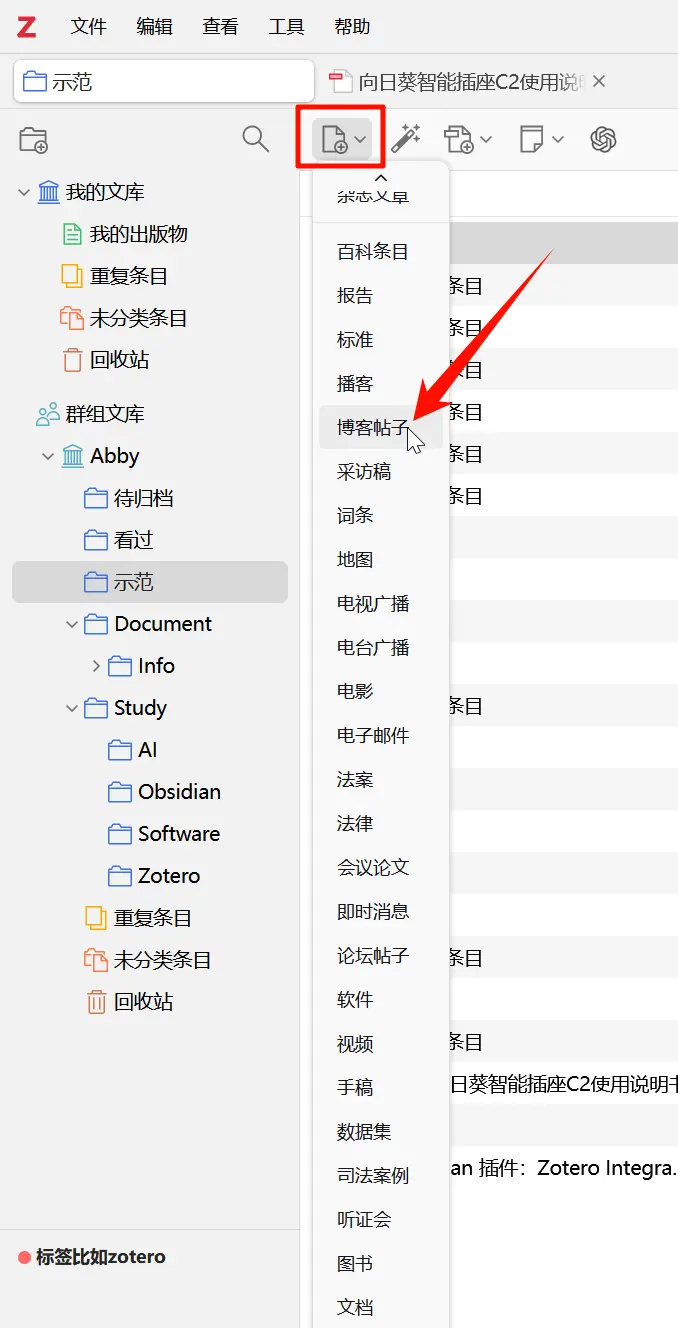 Z 文件 编辑 查看 工具 帮助
示范
向日葵智能插座C2使用说明
我的文库
我的出版物
重复条目
未分类条目
回收站
群组文库
Abby
待归档
看过
示范
Document
Info
Study
AI
Obsidian
Software
Zotero
重复条目
未分类条目
回收站
标签比如zotero
杂志文章
百科条目
报告
标准
播客
博客帖子
采访稿
词条
地图
电视广播
电台广播
电影
电子邮件
法案
法律
会议论文
即时消息
论坛帖子
软件
视频
手稿
数据集
司法案例
听证会
图书
文档
条目
条目
条目
条目
条目
条目
条目
条目
条目
日葵智能插座C2使用说明书
an 插件：Zotero Integra.